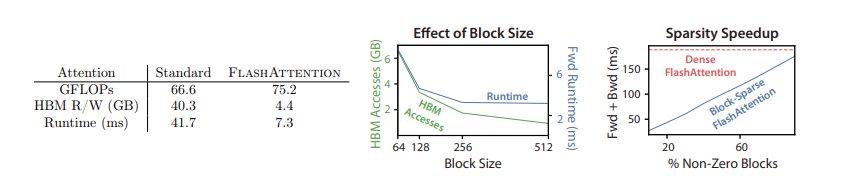 Attention Standard FLASHATTENTION
GFLOPs 66.6 75.2
HBM R/W (GB) 40.3 4.4
Runtime (ms) 41.7 7.3
Effect of Block Size
HBM Accesses (GB)
6
4
2
Runtime
HBM
Accesses
6
2
Fwd Runtime (ms)
64 128 256 512
Block Size
Sparsity Speedup
Fwd + Bwd (ms)
150
100
50
Dense
FlashAttention
Block-Sparse
FlashAttention
20 60
% Non-Zero Blocks